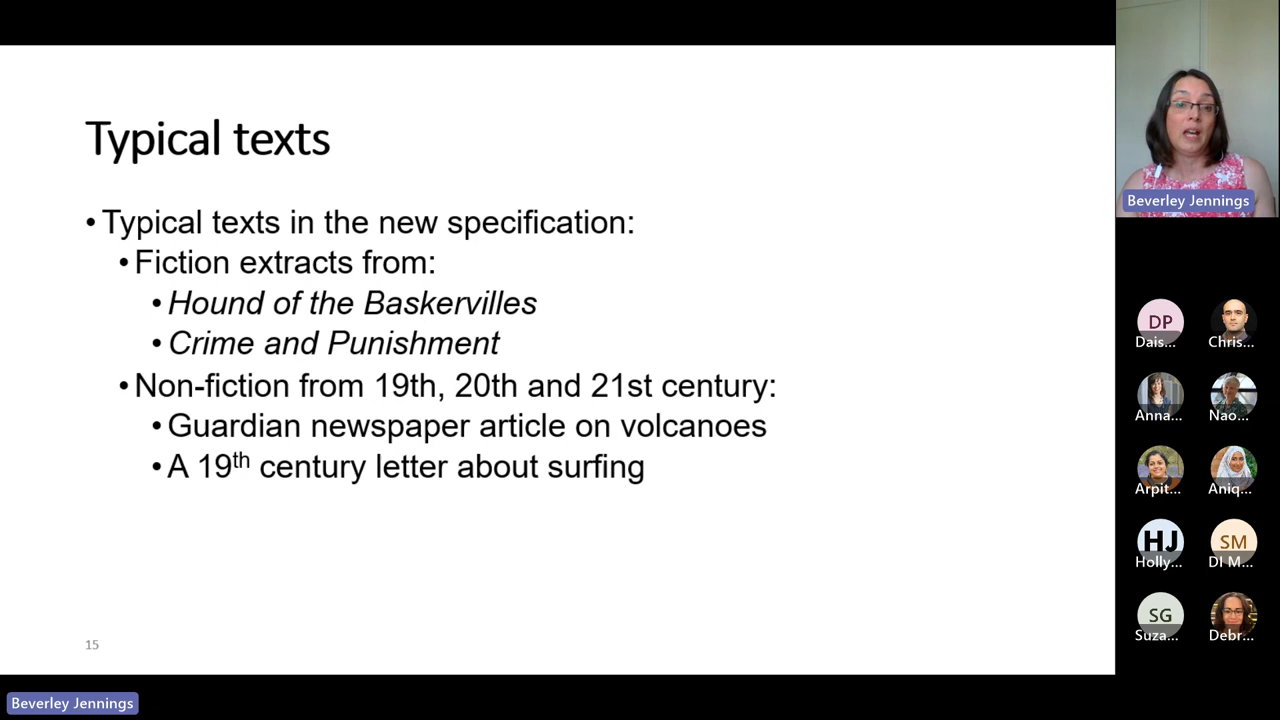 Typical texts
• Typical texts in the new specification:
• Fiction extracts from:
• Hound of the Baskervilles
• Crime and Punishment
• Non-fiction from 19th, 20th and 21st century:
• Guardian newspaper article on volcanoes
• A 19th century letter about surfing
15
Beverley Jennings
Beverley Jennings
DP
Dais...
Chris...
Anna...
Nao...
Arpit...
Aniq...
HJ
Holly...
SM
DI M...
SG
Suza...
Debr...